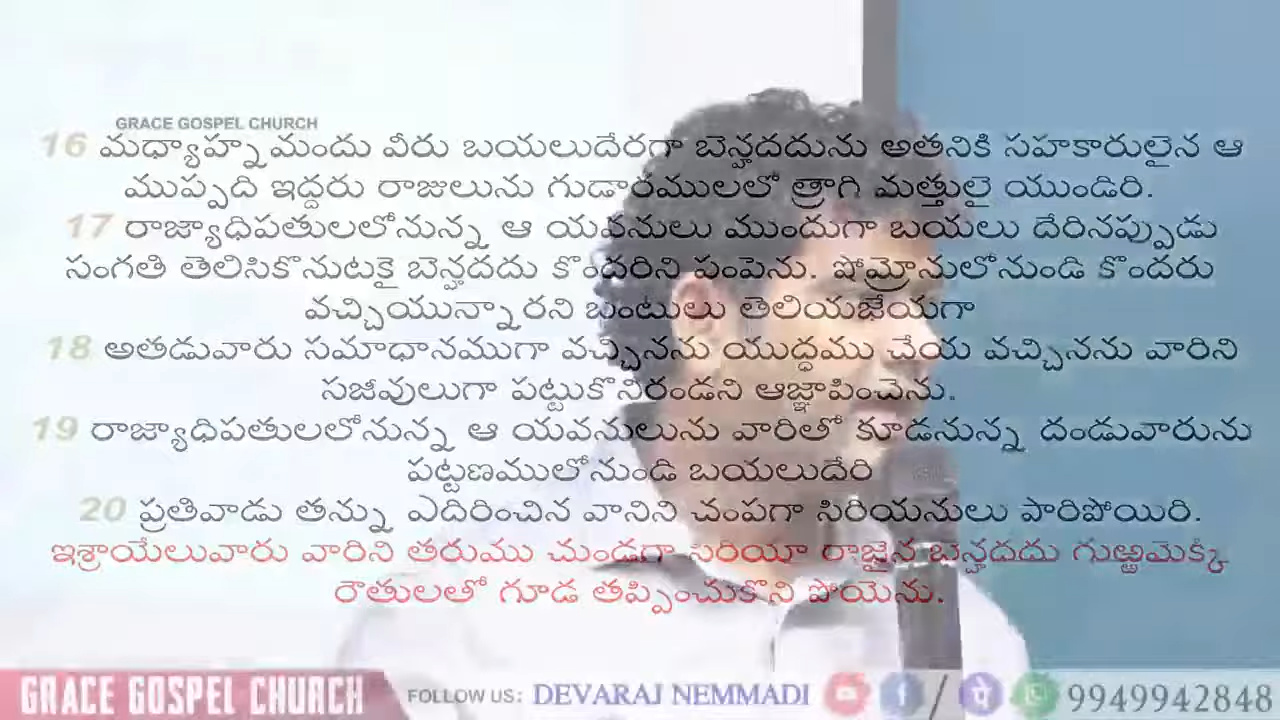 GRACE GOSPEL CHURCH
16 మధ్యాహ్న మందు వీరు బయలుదేరగా బెన్హదదును అతనికి సహకారులైన ఆ
ముప్పది ఇద్దరు రాజులును గుడారములలో త్రాగి మత్తులై యుండిరి.
17 రాజ్యాధిపతులలోనున్న ఆ యవనులు ముందుగా బయలు దేరినప్పుడు
సంగతి తెలిసికొనుటకై బెన్హదదు కొందరిని పంపెను. షోమ్రోనులోనుండి కొందరు
వచ్చియున్నారని బంటులు తెలియజేయగా
18 అతడువారు సమాధానముగా వచ్చినను యుద్ధము చేయ వచ్చినను వారిని
సజీవులుగా పట్టుకొనిరండని ఆజ్ఞాపించెను.
19 రాజ్యాధిపతులలోనున్న ఆ యవనులును వారితో కూడనున్న దండువారును
పట్టణములోనుండి బయలుదేరి
20 ప్రతివాడు తన్ను ఎదిరించిన వానిని చంపగా సిరియనులు పారిపోయిరి.
ఇశ్రాయేలువారు వారిని తరుము చుండగా సిరియా రాజైన బెన్హదదు గుఱ్ఱమెక్కి
రౌతులతో గూడ తప్పించుకొని పోయెను.
GRACE GOSPEL CHURCH FOLLOW US: DEVARAJ NEMMADI / 9949942848